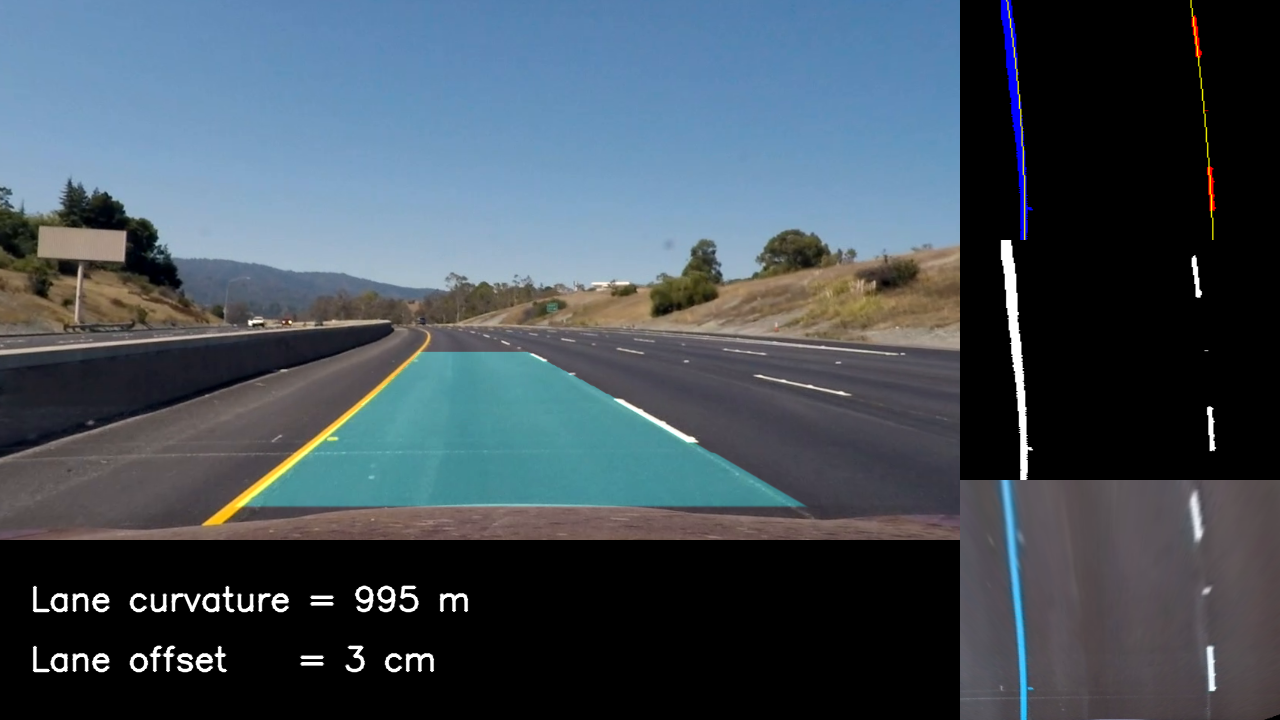 Lane curvature = 995 m
Lane offset = 3 cm